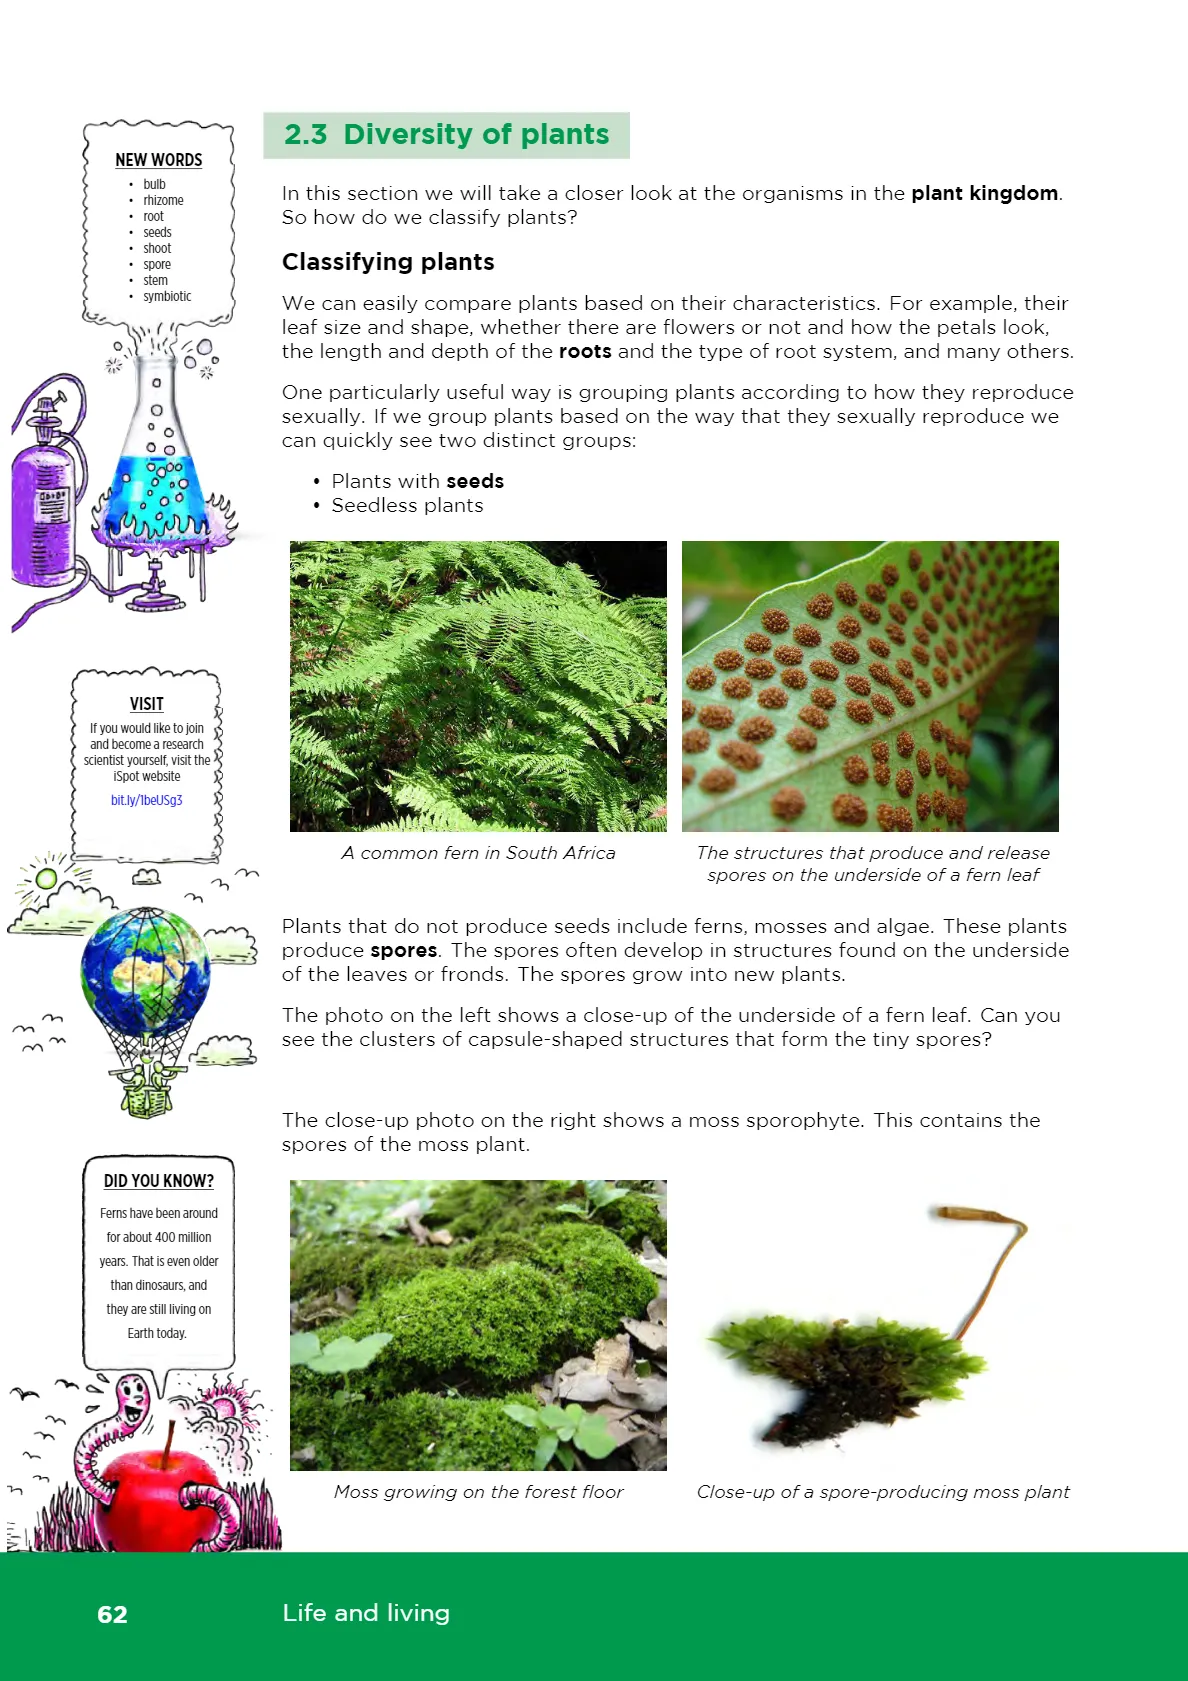 2.3 Diversity of plants
NEW WORDS
• bulb
• rhizome
• root
• seeds
• shoot
• spore
• stem
• symbiotic
In this section we will take a closer look at the organisms in the plant kingdom.
So how do we classify plants?
Classifying plants
We can easily compare plants based on their characteristics. For example, their
leaf size and shape, whether there are flowers or not and how the petals look,
the length and depth of the roots and the type of root system, and many others.
One particularly useful way is grouping plants according to how they reproduce
sexually. If we group plants based on the way that they sexually reproduce we
can quickly see two distinct groups:
• Plants with seeds
• Seedless plants
VISIT
If you would like to join
and become a research
scientist yourself, visit the
iSpot website
bit.ly/1beUSg3
A common fern in South Africa
The structures that produce and release
spores on the underside of a fern leaf
Plants that do not produce seeds include ferns, mosses and algae. These plants
produce spores. The spores often develop in structures found on the underside
of the leaves or fronds. The spores grow into new plants.
The photo on the left shows a close-up of the underside of a fern leaf. Can you
see the clusters of capsule-shaped structures that form the tiny spores?
The close-up photo on the right shows a moss sporophyte. This contains the
spores of the moss plant.
DID YOU KNOW?
Ferns have been around
for about 400 million
years. That is even older
than dinosaurs, and
they are still living on
Earth today.
Moss growing on the forest floor
Close-up of a spore-producing moss plant
62
Life and living